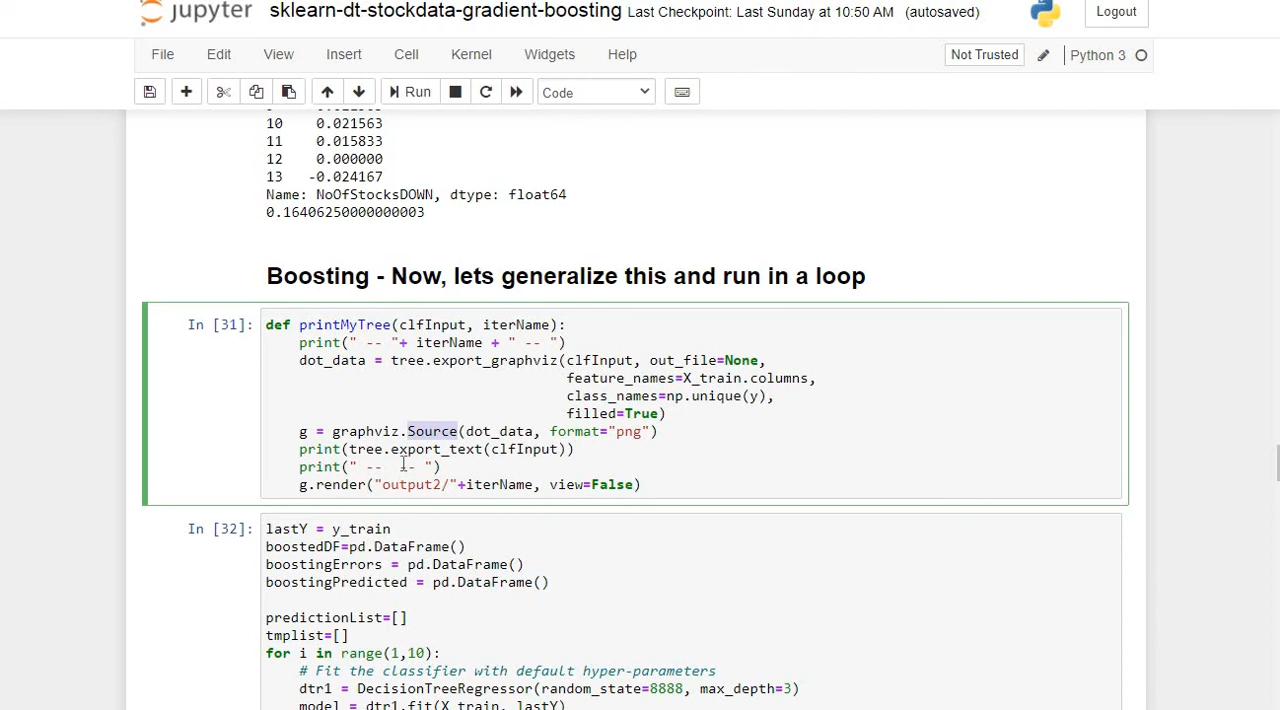 jupyter sklearn-dt-stockdata-gradient-boosting Last Checkpoint: Last Sunday at 10:50 AM (autosaved) Logout
File Edit View Insert Cell Kernel Widgets Help Not Trusted Python 3
Run Code
10 0.021563
11 0.015833
12 0.000000
13 -0.024167
Name: NoOfStocksDOWN, dtype: float64
0.16406250000000003
Boosting - Now, lets generalize this and run in a loop
In [31]: def printMyTree(clfInput, iterName):
print(" -- "+ iterName + " -- ")
dot_data = tree.export_graphviz(clfInput, out_file=None,
feature_names=X_train.columns,
class_names=np.unique(y),
filled=True)
g = graphviz.Source(dot_data, format="png")
print(tree.export_text(clfInput))
print(" -- -- ")
g.render("output2/"+iterName, view=False)
In [32]: lastY = y_train
boostedDF=pd.DataFrame()
boostingErrors = pd.DataFrame()
boostingPredicted = pd.DataFrame()
predictionList=[]
tmplist=[]
for i in range(1,10):
# Fit the classifier with default hyper-parameters
dtr1 = DecisionTreeRegressor(random_state=8888, max_depth=3)
model = dtr1.fit(X_train, lastY)